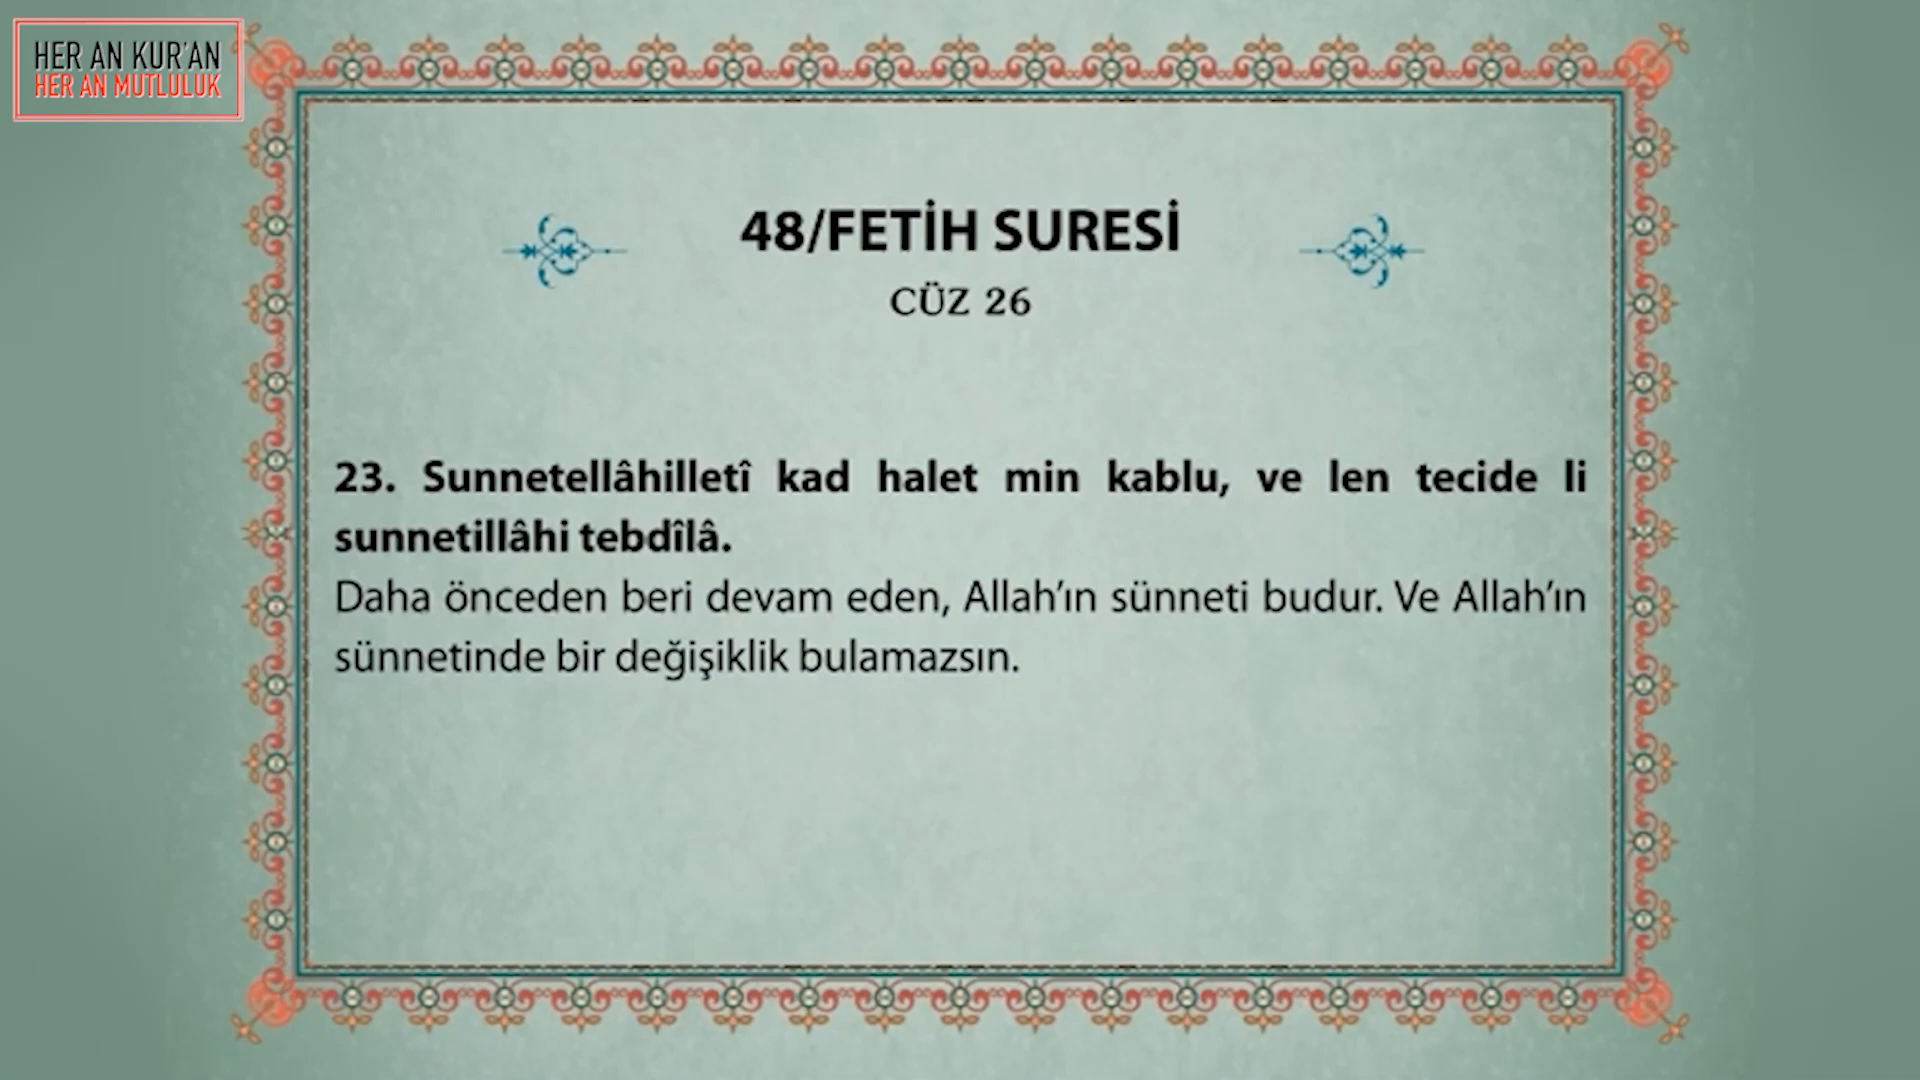 HER AN KUR'AN
HER AN MUTLULUK
48/FETİH SURESİ
CÜZ 26
23. Sunnetellâhilletî kad halet min kablu, ve len tecide li
sunnetillâhi tebdîlâ.
Daha önceden beri devam eden, Allah’ın sünneti budur. Ve Allah’ın
sünnetinde bir değişiklik bulamazsın.